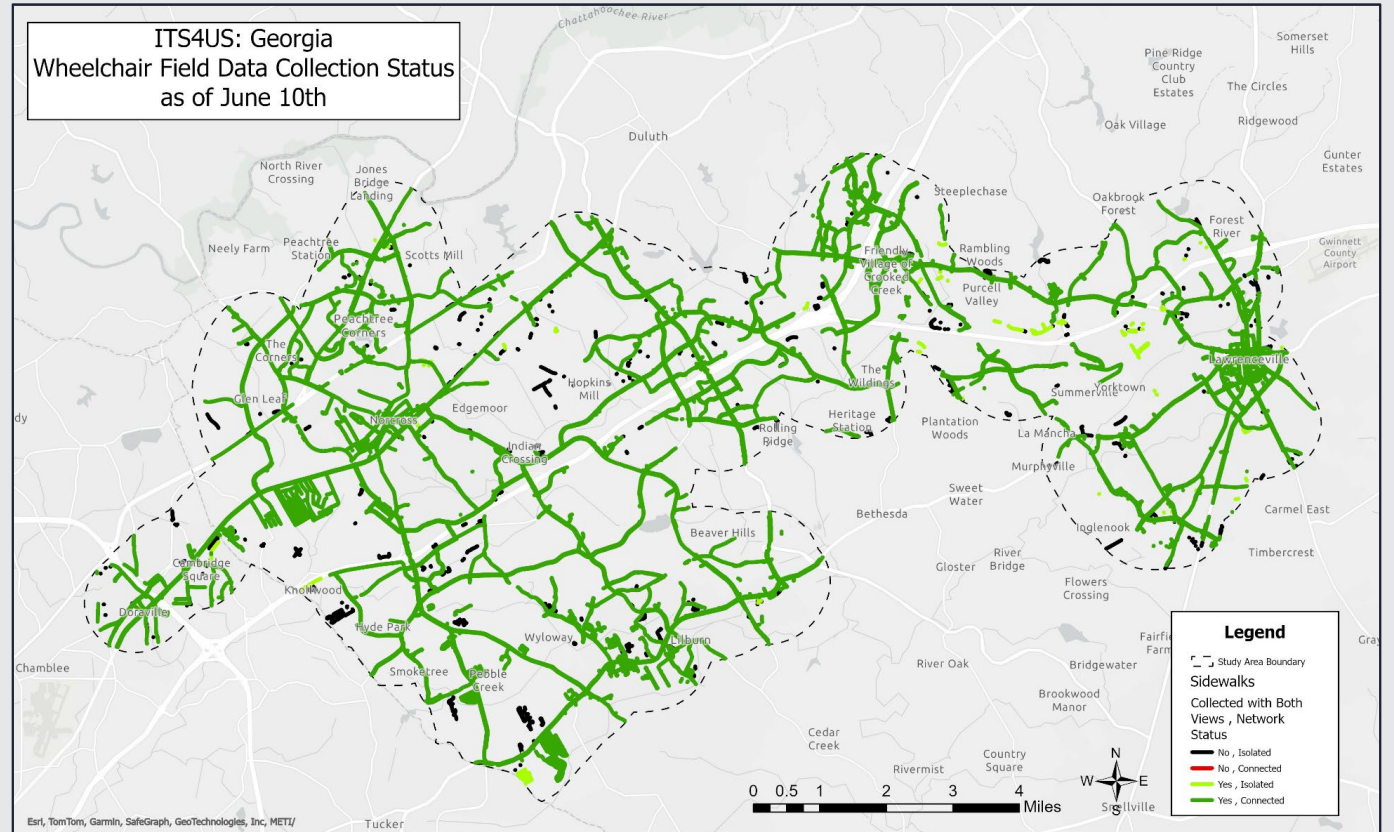 ITS4US: Georgia
Wheelchair Field Data Collection Status
as of June 10th
Chattahoochee River
Somerset
Hills
Pine Ridge
Country
Club
Estates
The Circles
Ridgewood
Oak Village
Duluth
Gunter
Estates
North River
Crossing
Jones
Bridge
Landing
Steeplechase
Oakbrook
Forest
Forest
River
Neely Farm
Peachtree
Station
Scotts Mill
Friendly
Village of
Crooked
Creek
Rambling
Woods
Gwinnett
County
Airport
Purcell
Valley
Peachtree
Corners
The
Corners
Lawrenceville
Hopkins
Mill
The
Wildings
Summerville
Yorktown
Glen Leaf
Edgemoor
Norcross
dy
Heritage
Station
Plantation
Woods
Rolling
Ridge
La Mancha
Indian
Crossing
Murphyville
Sweet
Water
Bethesda
Carmel East
Inglenook
Beaver Hills
River
Bridge
Timbercrest
Gloster
Cambridge
Square
Flowers
Crossing
Knollwood
Doraville
Hyde Park
Wyloway
Lilburn
Chamblee
Smoketree
Pebble
Creek
River Oak
Bridgewater
Fairfie
Farm
Gray
Brookwood
Manor
Cedar
Creek
Country
Square
Rivermist
Snellville
Tucker
Legend
Study Area Boundary
Sidewalks
Collected with Both
Views , Network
Status
No , Isolated
No , Connected
Yes , Isolated
Yes , Connected
N
W E
S
0 0.5 1 2 3 4
Miles
Esri, TomTom, Garmin, SafeGraph, GeoTechnologies, Inc, METI/